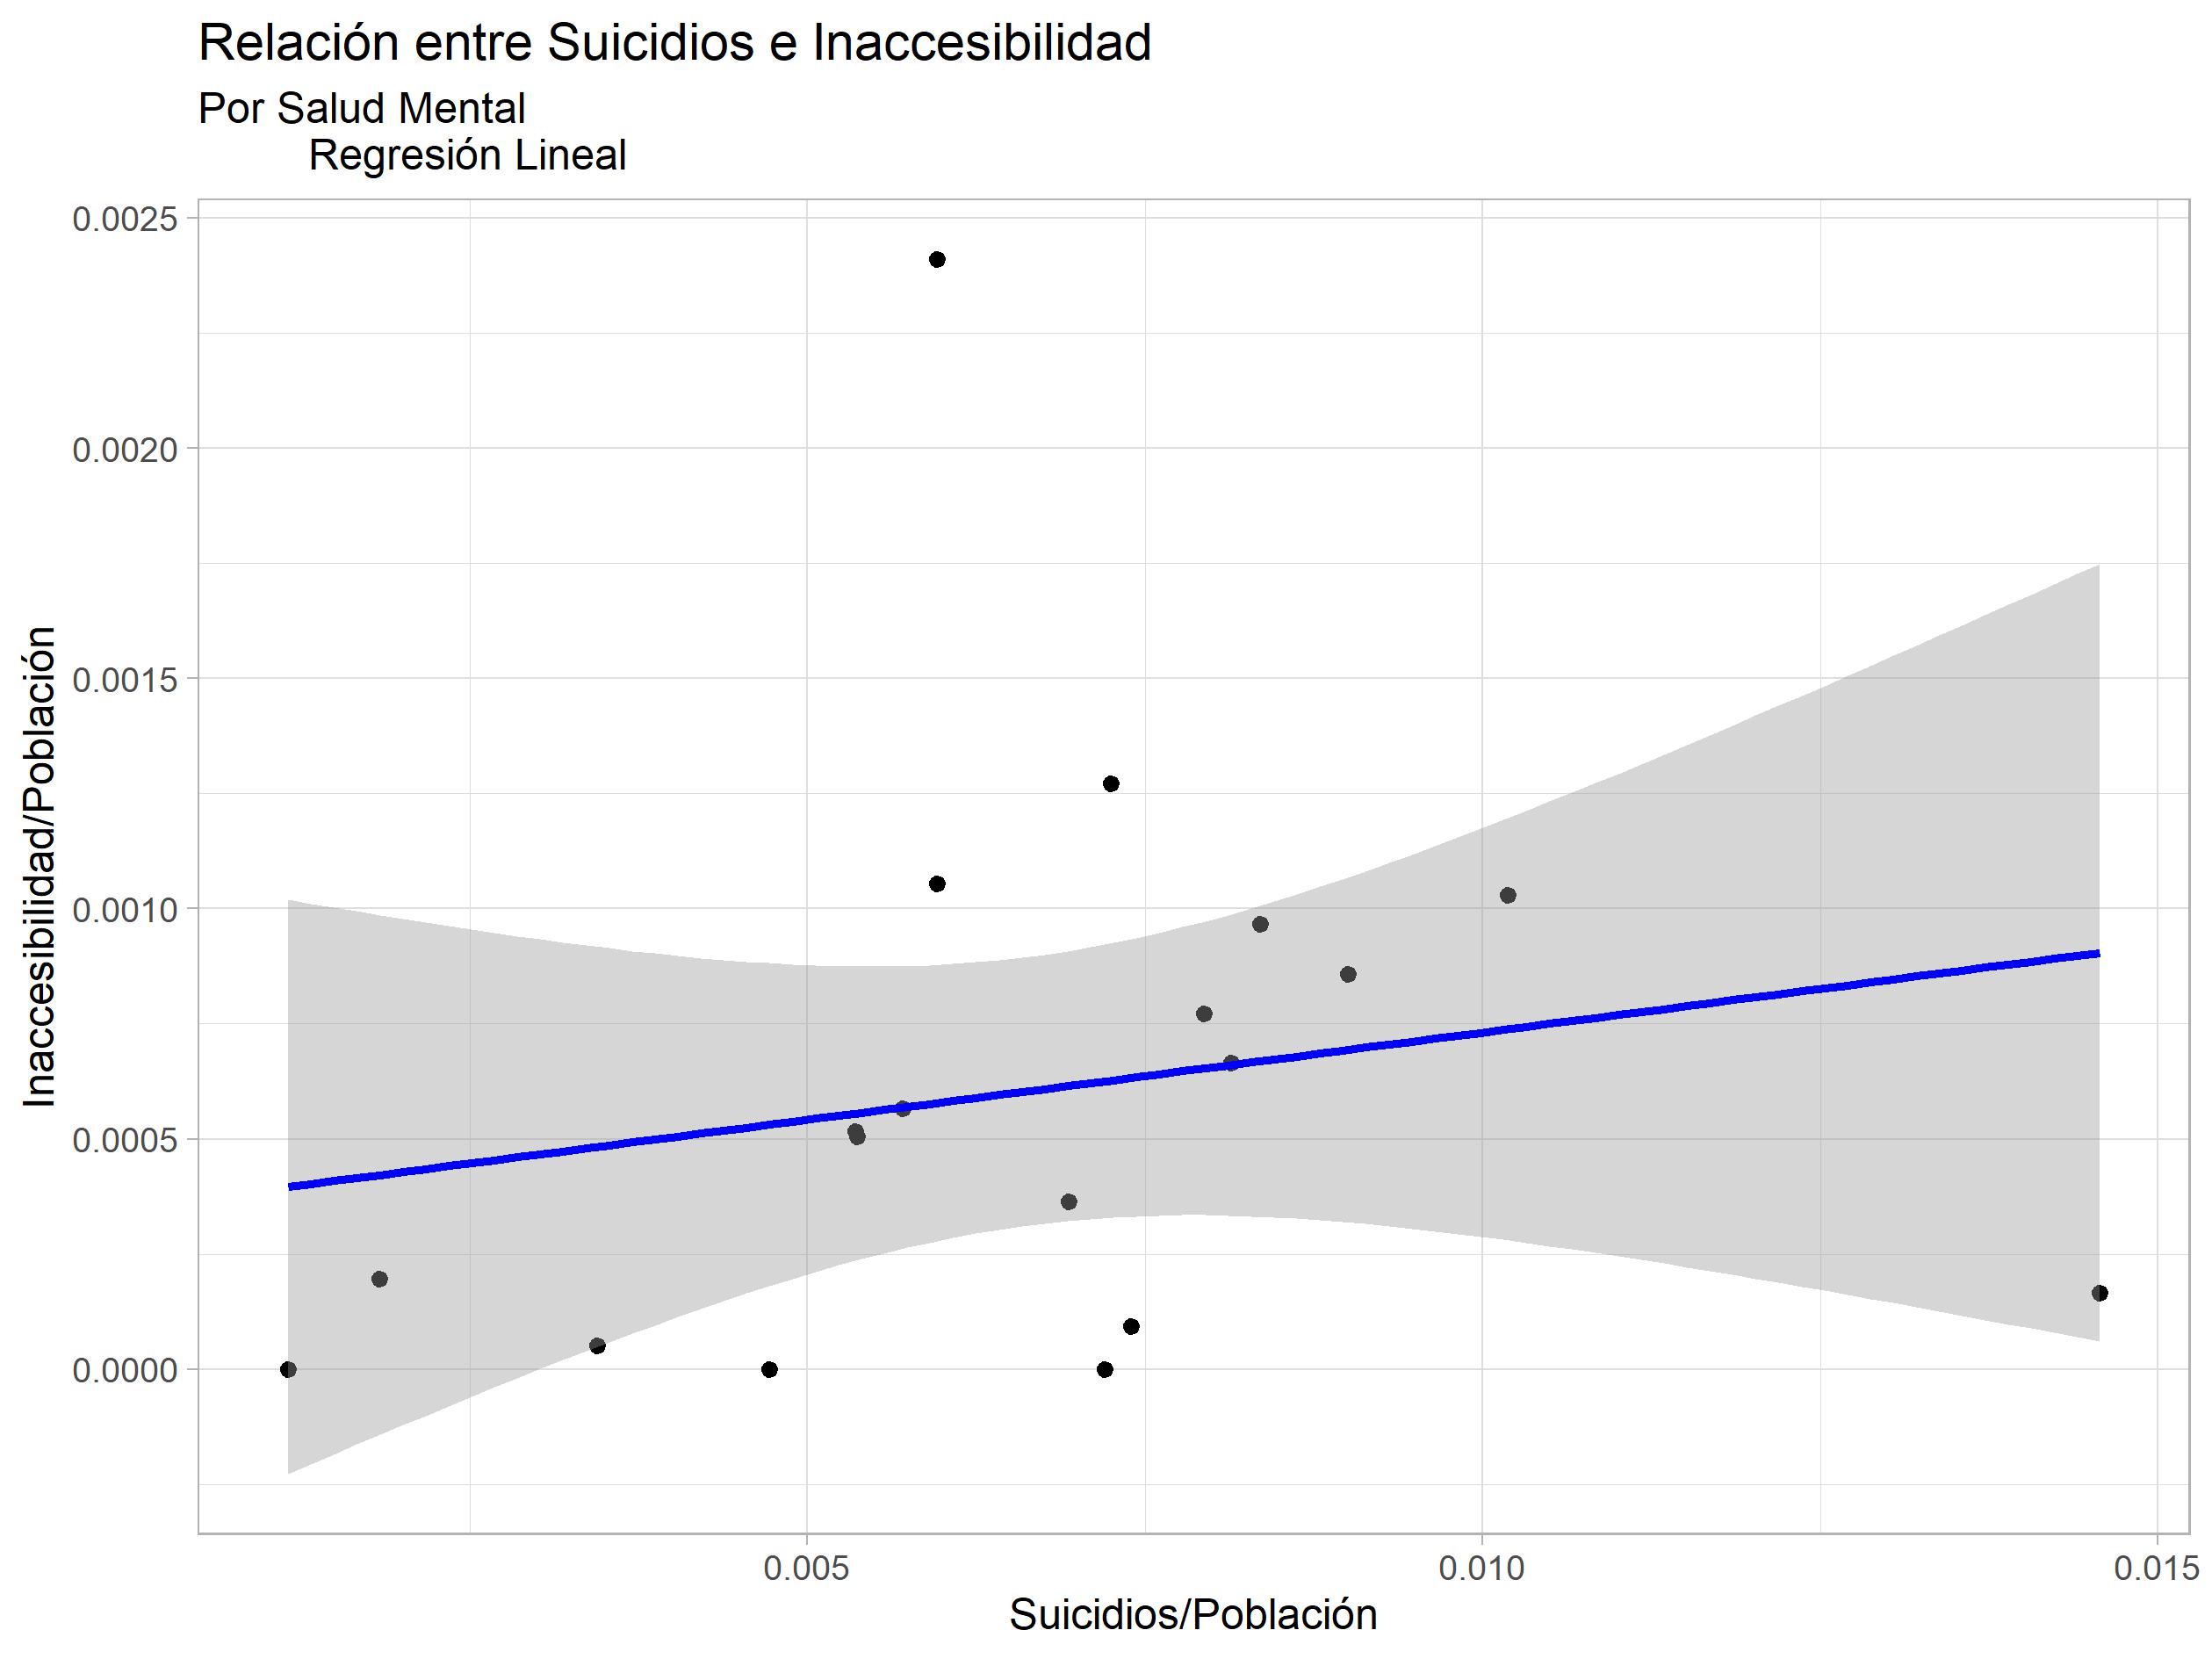 Relación entre Suicidios e Inaccesibilidad
Por Salud Mental
Regresión Lineal
0.0025
0.0020
0.0015
0.0010
0.0005
0.0000
Inaccesibilidad/Población
0.005
0.010
0.015
Suicidios/Población